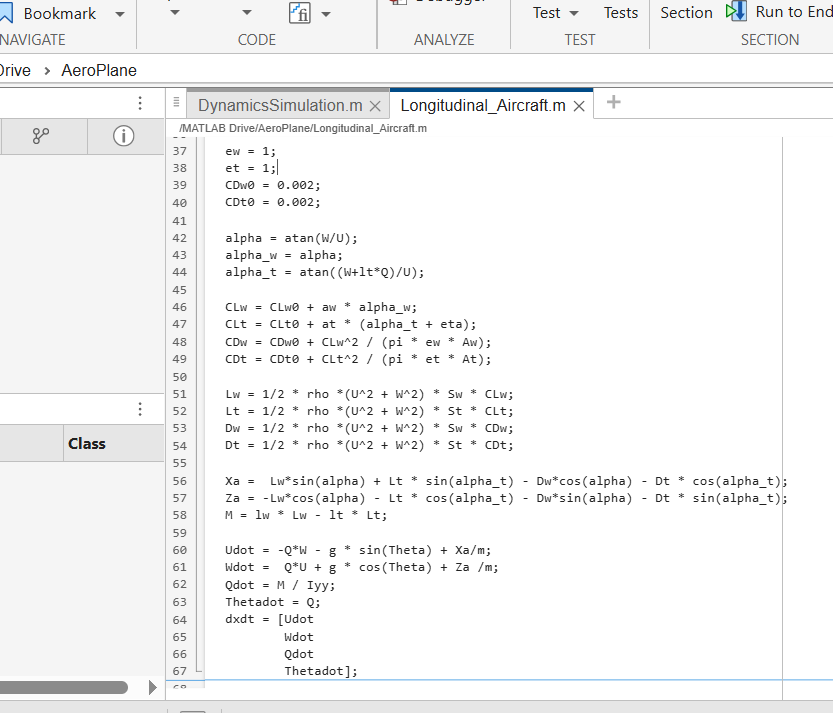 Bookmark
Test
Tests
Section
Run to End
NAVIGATE
CODE
ANALYZE
TEST
SECTION
Drive › AeroPlane
DynamicsSimulation.m
Longitudinal_Aircraft.m
/MATLAB Drive/AeroPlane/Longitudinal_Aircraft.m
Class
37 ew = 1;
38 et = 1;
39 CDw0 = 0.002;
40 CDt0 = 0.002;
41
42 alpha = atan(W/U);
43 alpha_w = alpha;
44 alpha_t = atan((W+lt*Q)/U);
45
46 CLw = CLw0 + aw * alpha_w;
47 CLt = CLt0 + at * (alpha_t + eta);
48 CDw = CDw0 + CLw^2 / (pi * ew * Aw);
49 CDt = CDt0 + CLt^2 / (pi * et * At);
50
51 Lw = 1/2 * rho *(U^2 + W^2) * Sw * CLw;
52 Lt = 1/2 * rho *(U^2 + W^2) * St * CLt;
53 Dw = 1/2 * rho *(U^2 + W^2) * Sw * CDw;
54 Dt = 1/2 * rho *(U^2 + W^2) * St * CDt;
55
56 Xa =  Lw*sin(alpha) + Lt * sin(alpha_t) - Dw*cos(alpha) - Dt * cos(alpha_t);
57 Za = -Lw*cos(alpha) - Lt * cos(alpha_t) - Dw*sin(alpha) - Dt * sin(alpha_t);
58 M = lw * Lw - lt * Lt;
59
60 Udot = -Q*W - g * sin(Theta) + Xa/m;
61 Wdot =  Q*U + g * cos(Theta) + Za /m;
62 Qdot = M / Iyy;
63 Thetadot = Q;
64 dxdt = [Udot
65 Wdot
66 Qdot
67 Thetadot];